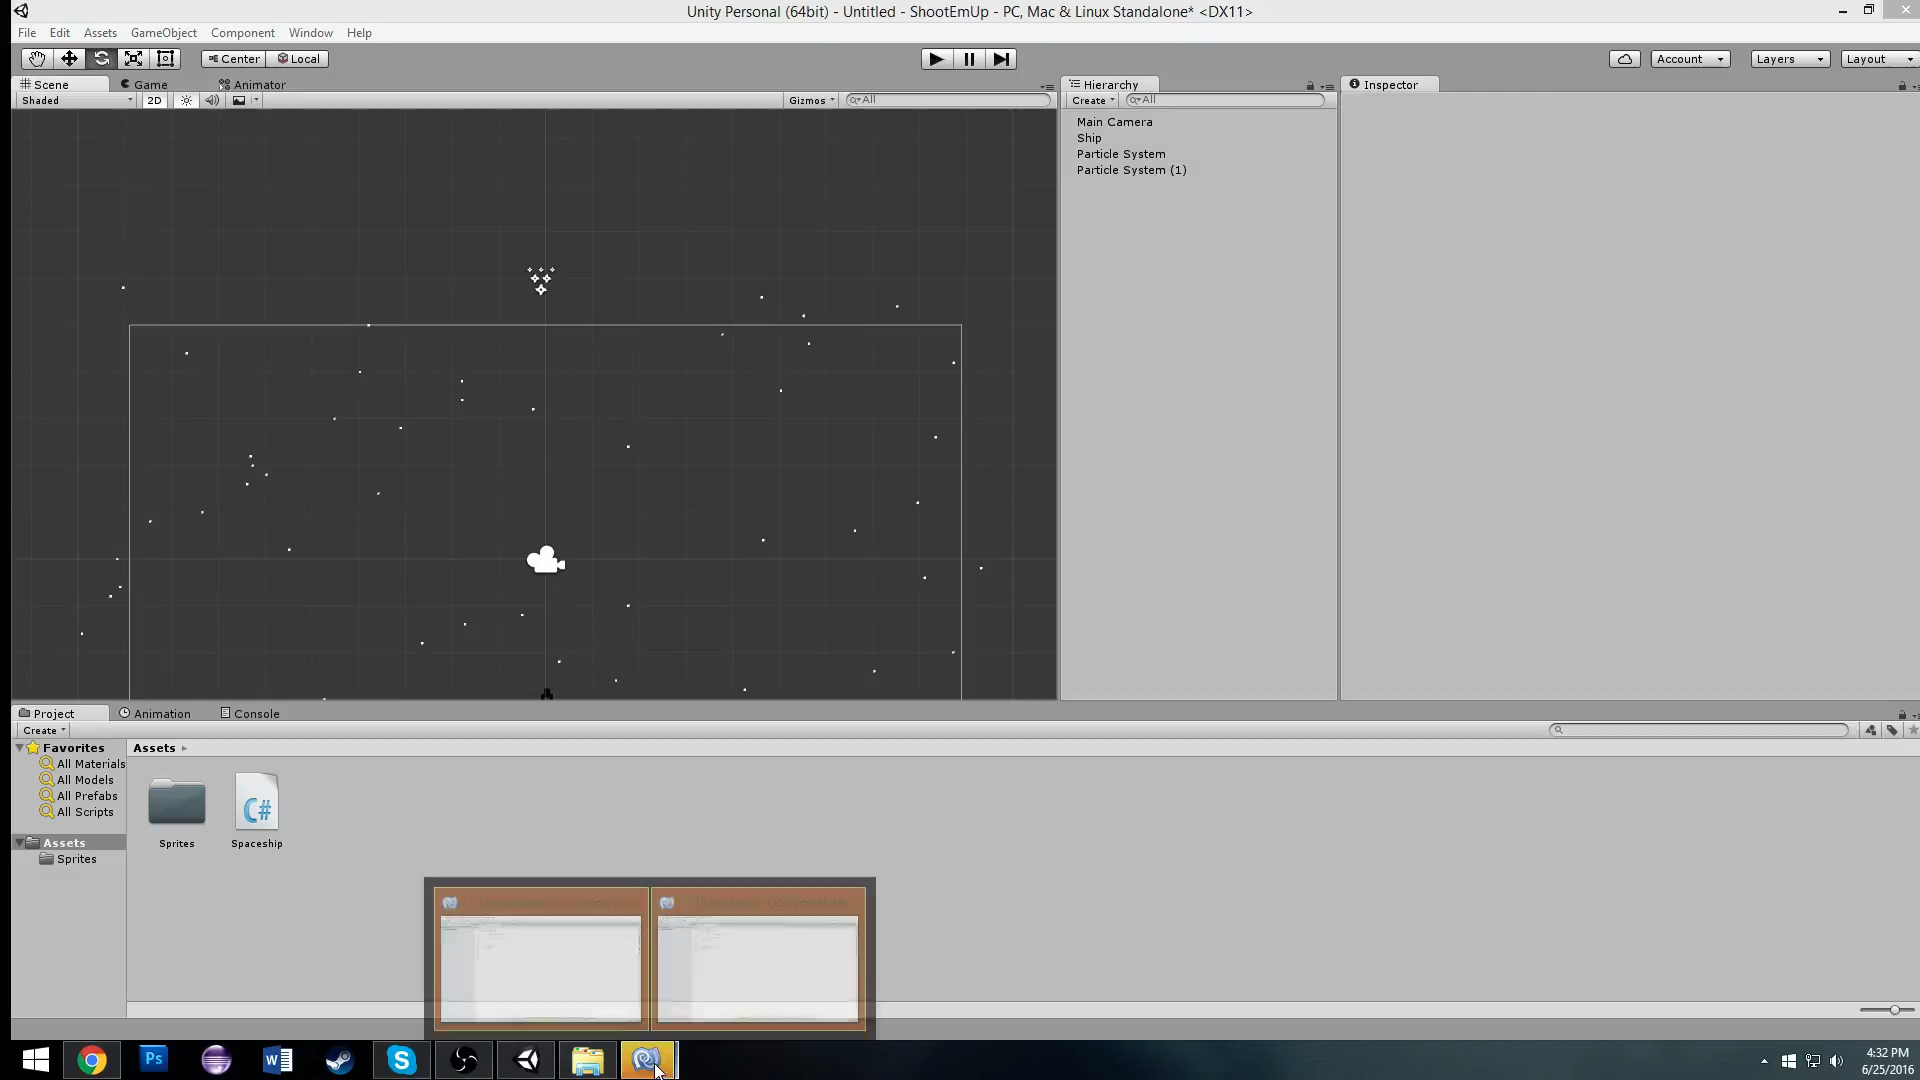 Unity Personal (64bit) - Untitled - ShootEmUp - PC, Mac & Linux Standalone* <DX11>
File Edit Assets GameObject Component Window Help
Center Local Account Layers Layout
Scene Game Animator Hierarchy Inspector
Shaded 2D Gizmos All Create All
Main Camera
Ship
Particle System
Particle System (1)
Project Animation Console
Create
Favorites Assets
All Materials
All Models
All Prefabs
All Scripts
C#
Assets Sprites Spaceship
Sprites
Ps
W
S
4:32 PM
6/25/2016